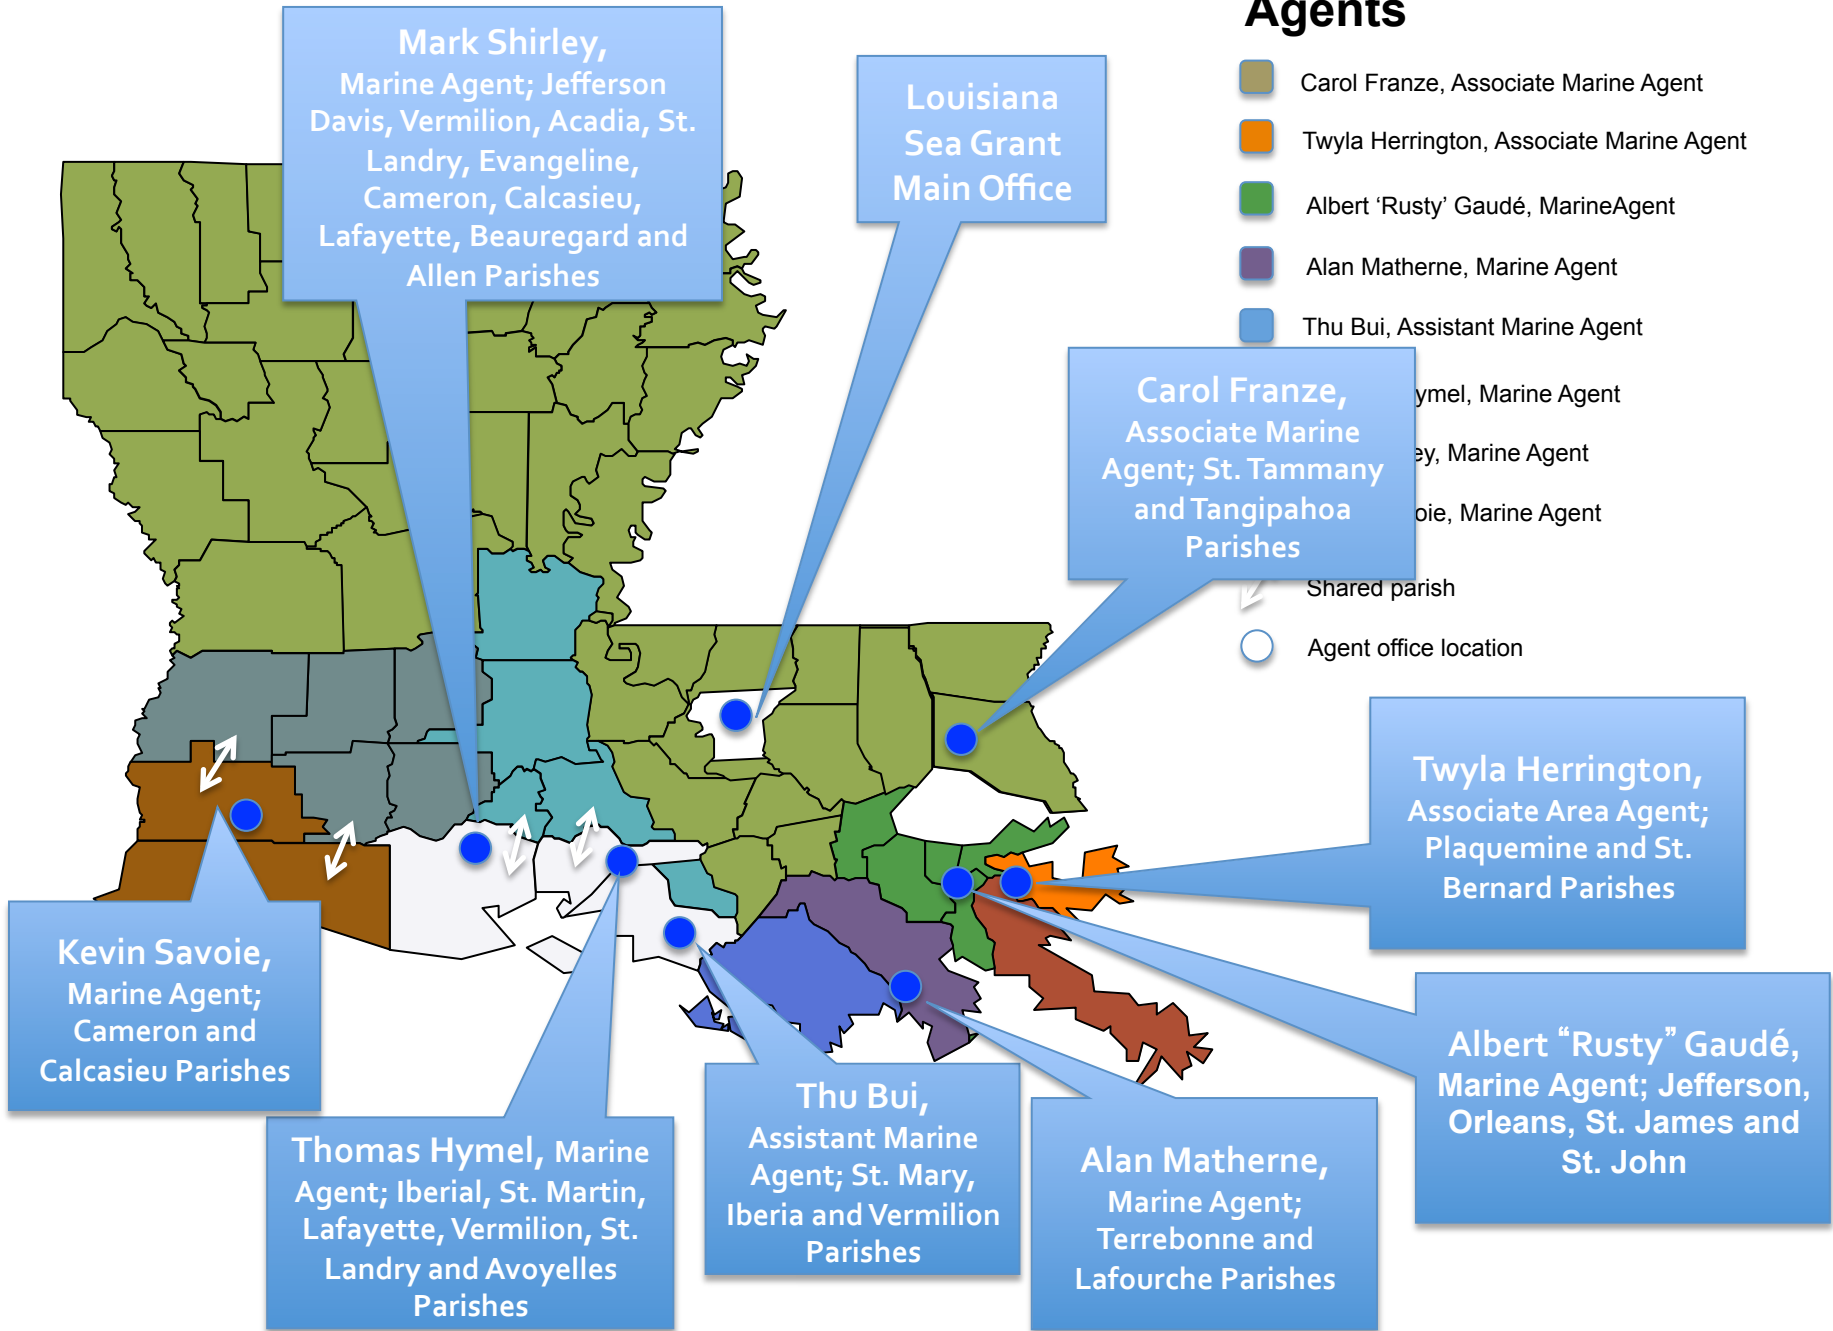 Agents
Carol Franze, Associate Marine Agent
Twyla Herrington, Associate Marine Agent
Albert ‘Rusty’ Gaudé, MarineAgent
Alan Matherne, Marine Agent
Thu Bui, Assistant Marine Agent
ymel, Marine Agent
ey, Marine Agent
oie, Marine Agent
Shared parish
Agent office location
Mark Shirley,
Marine Agent; Jefferson
Davis, Vermilion, Acadia, St.
Landry, Evangeline,
Cameron, Calcasieu,
Lafayette, Beauregard and
Allen Parishes
Louisiana
Sea Grant
Main Office
Carol Franze,
Associate Marine
Agent; St. Tammany
and Tangipahoa
Parishes
Twyla Herrington,
Associate Area Agent;
Plaquemine and St.
Bernard Parishes
Kevin Savoie,
Marine Agent;
Cameron and
Calcasieu Parishes
Albert “Rusty” Gaudé,
Marine Agent; Jefferson,
Orleans, St. James and
St. John
Thomas Hymel, Marine
Agent; Iberial, St. Martin,
Lafayette, Vermilion, St.
Landry and Avoyelles
Parishes
Thu Bui,
Assistant Marine
Agent; St. Mary,
Iberia and Vermilion
Parishes
Alan Matherne,
Marine Agent;
Terrebonne and
Lafourche Parishes